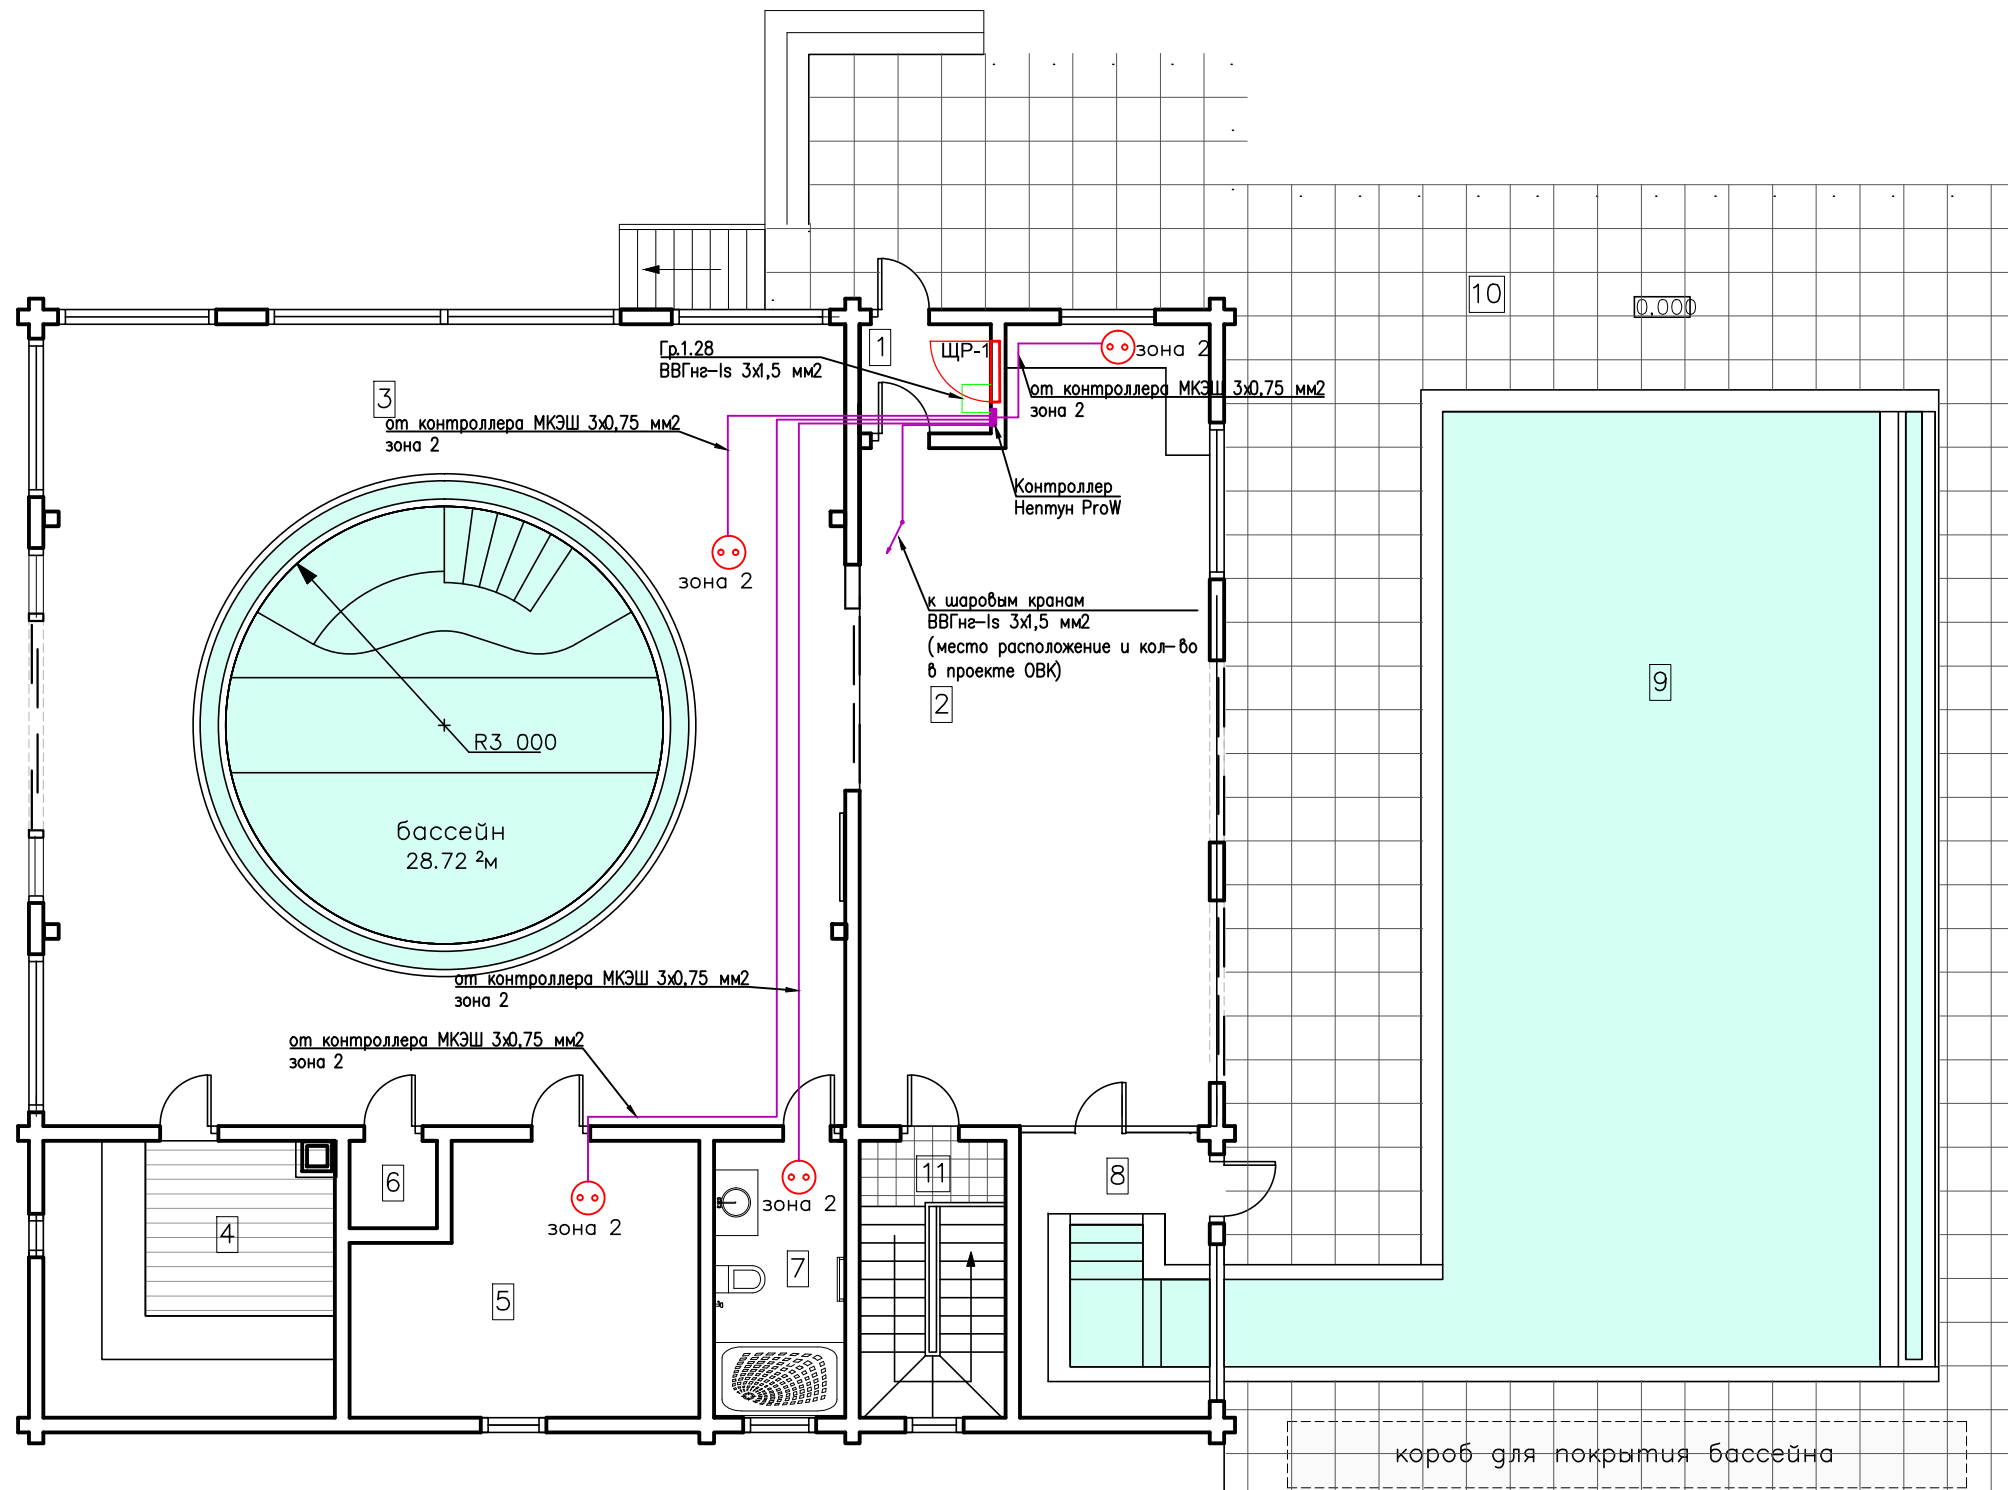 10
0,000
1
ЩР-1
зона 2
Гр.1.28
ВВГнг-ls 3х1,5 мм2
3
от контроллера МКЭШ 3х0,75 мм2
зона 2
от контроллера МКЭШ 3х0,75 мм2
зона 2
Контроллер
Нептун ProW
зона 2
к шаровым кранам
ВВГнг-ls 3х1,5 мм2
(место расположение и кол-во
в проекте ОВК)
9
2
R3 000
бассейн
28.72 ²м
от контроллера МКЭШ 3х0,75 мм2
зона 2
от контроллера МКЭШ 3х0,75 мм2
зона 2
6
11
8
зона 2
зона 2
4
7
5
короб для покрытия бассейна